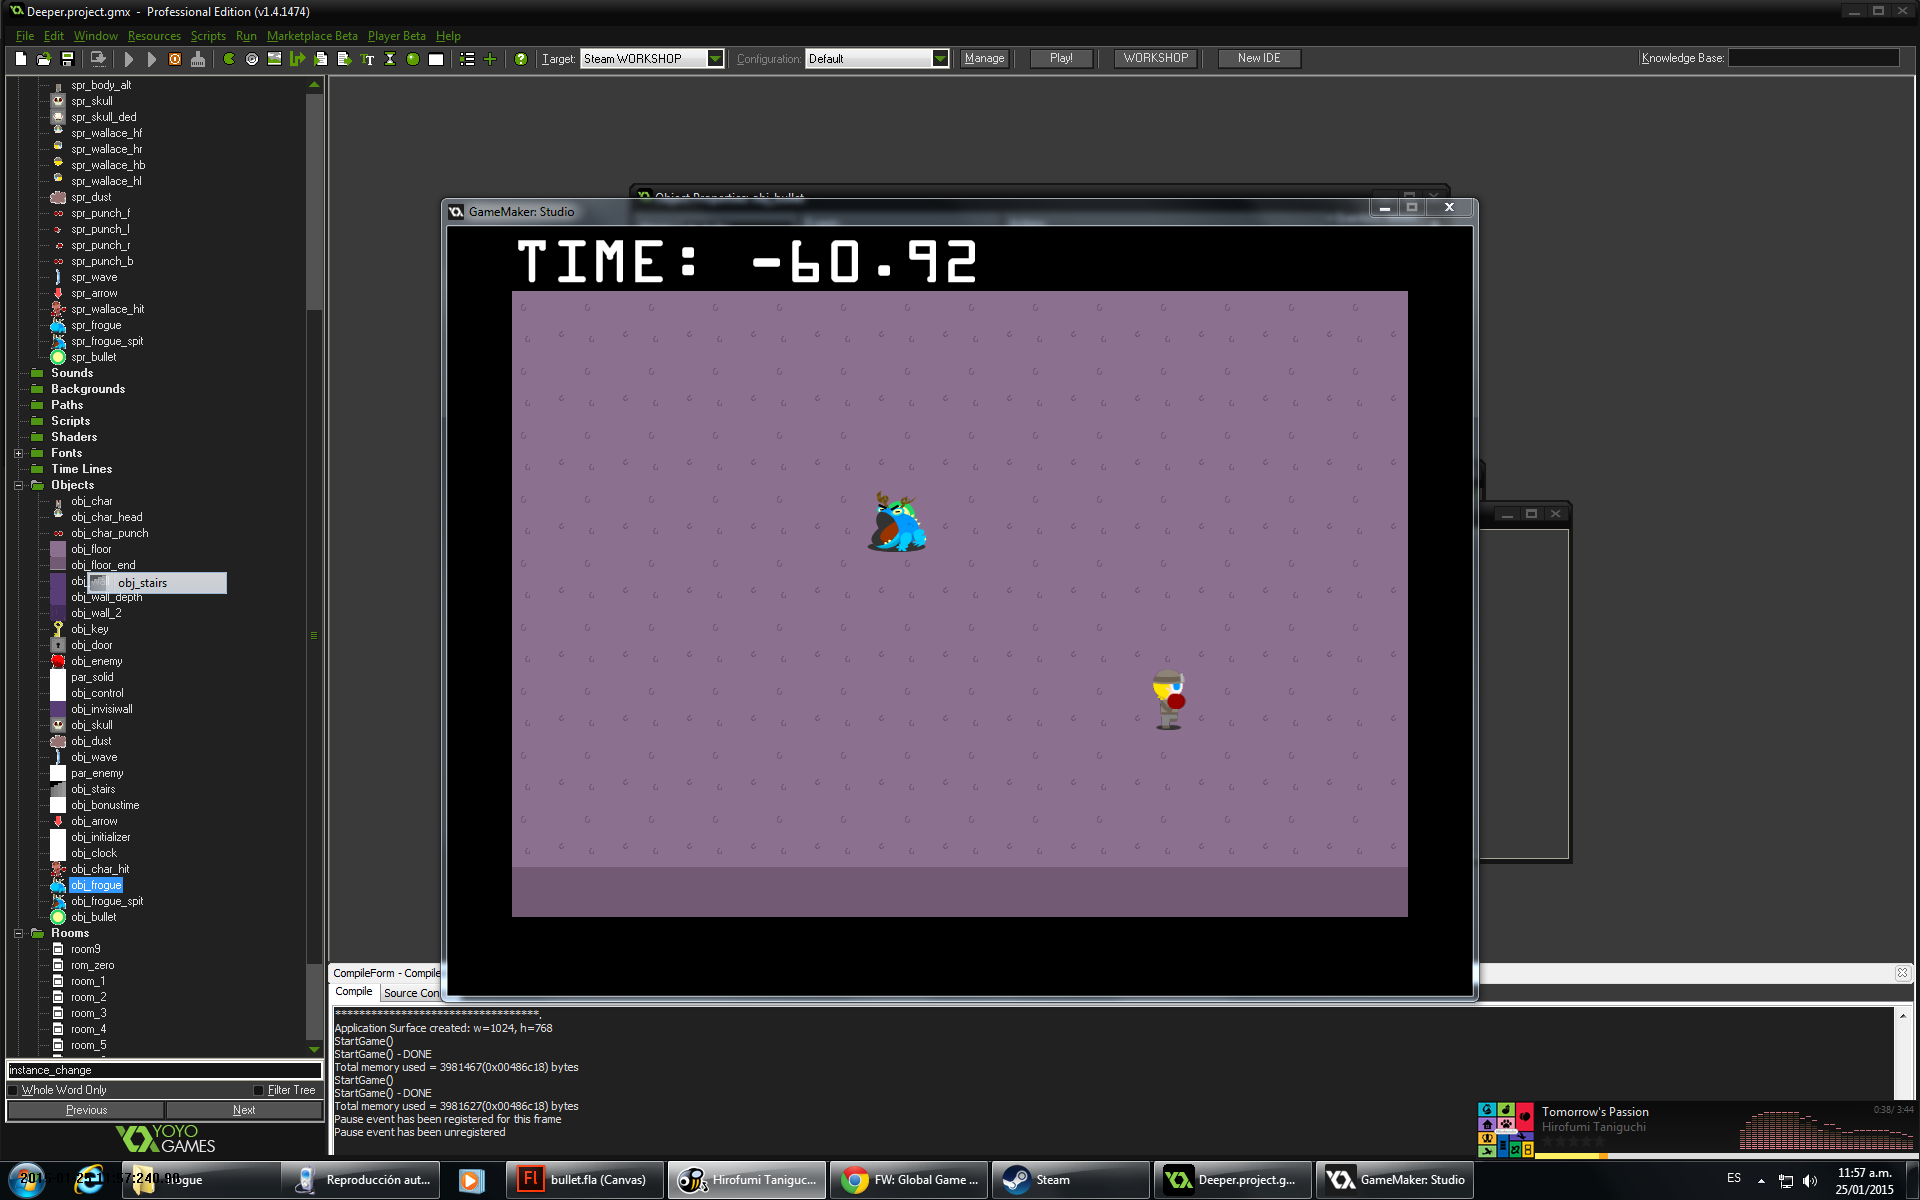 Deeper.project.gmx - Professional Edition (v1.4.1474)
File Edit Window Resources Scripts Run Marketplace Beta Player Beta Help
Target: Steam WORKSHOP Configuration: Default Manage Play! WORKSHOP New IDE Knowledge Base:
spr_body_alt
spr_skull
spr_skull_ded
spr_wallace_hf
spr_wallace_hr
spr_wallace_hb
spr_wallace_hl
spr_dust
spr_punch_f
spr_punch_l
spr_punch_r
spr_punch_b
spr_wave
spr_arrow
spr_wallace_hit
spr_frogue
spr_frogue_spit
spr_bullet
Sounds
Backgrounds
Paths
Scripts
Shaders
Fonts
Time Lines
Objects
obj_char
obj_char_head
obj_char_punch
obj_floor
obj_floor_end
obj_stairs
obj_wall_depth
obj_wall_2
obj_key
obj_door
obj_enemy
par_solid
obj_control
obj_invisiwall
obj_skull
obj_dust
obj_wave
par_enemy
obj_stairs
obj_bonustime
obj_arrow
obj_initializer
obj_clock
obj_char_hit
obj_frogue
obj_frogue_spit
obj_bullet
Rooms
room9
rom_zero
room_1
room_2
room_3
room_4
room_5
instance_change
Whole Word Only Filter Tree
Previous Next
YOYO GAMES
Object Properties: obj_bullet
GameMaker: Studio
TIME: -60.92
CompileForm - Compile
Compile Source Con
***********************************.
Application Surface created: w=1024, h=768
StartGame()
StartGame() - DONE
Total memory used = 3981467(0x00486c18) bytes
StartGame()
StartGame() - DONE
Total memory used = 3981627(0x00486c18) bytes
Pause event has been registered for this frame
Pause event has been unregistered
Tomorrow's Passion 0:38/ 3:44
Hirofumi Taniguchi
Reproducción aut... bullet.fla (Canvas) Hirofumi Taniguc... FW: Global Game ... Steam Deeper.project.g... GameMaker: Studio
ES
11:57 a.m.
25/01/2015